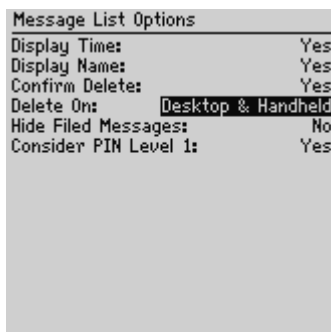 Message List Options
Display Time: Yes
Display Name: Yes
Confirm Delete: Yes
Delete On: Desktop & Handheld
Hide Filed Messages: No
Consider PIN Level 1: Yes